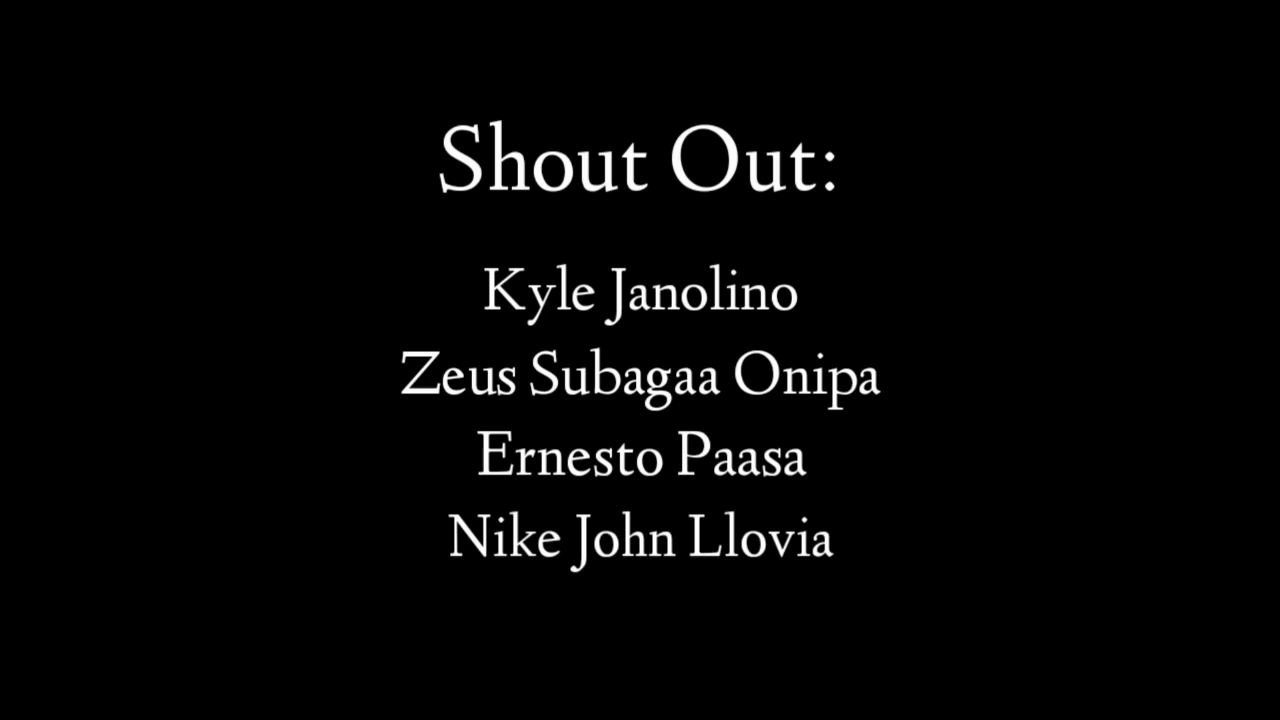 Shout Out:
Kyle Janolino
Zeus Subagaa Onipa
Ernesto Paasa
Nike John Llovia